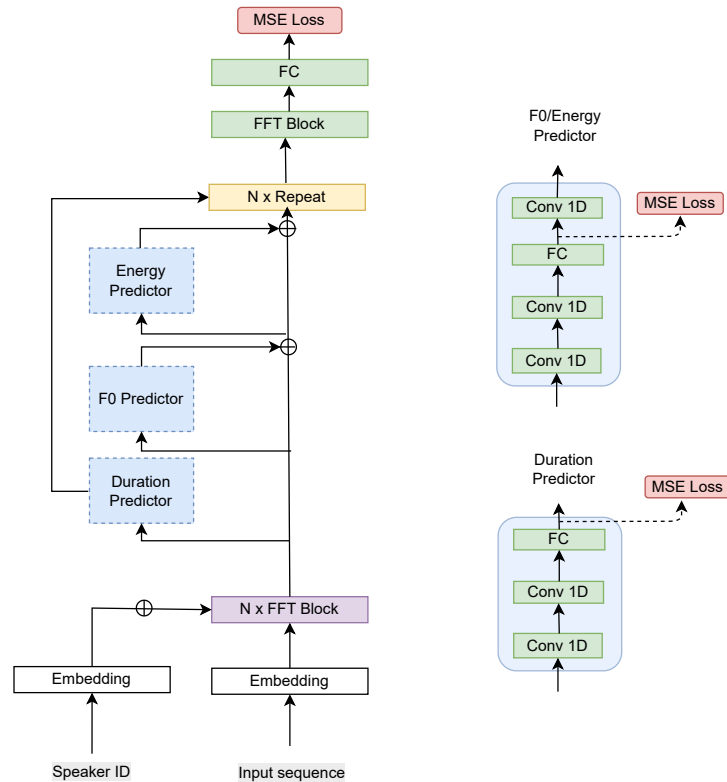 MSE Loss
FC
FFT Block
N x Repeat
Energy
Predictor
F0 Predictor
Duration
Predictor
N x FFT Block
Embedding
Embedding
Speaker ID
Input sequence
F0/Energy
Predictor
Conv 1D
MSE Loss
FC
Conv 1D
Conv 1D
Duration
Predictor
MSE Loss
FC
Conv 1D
Conv 1D